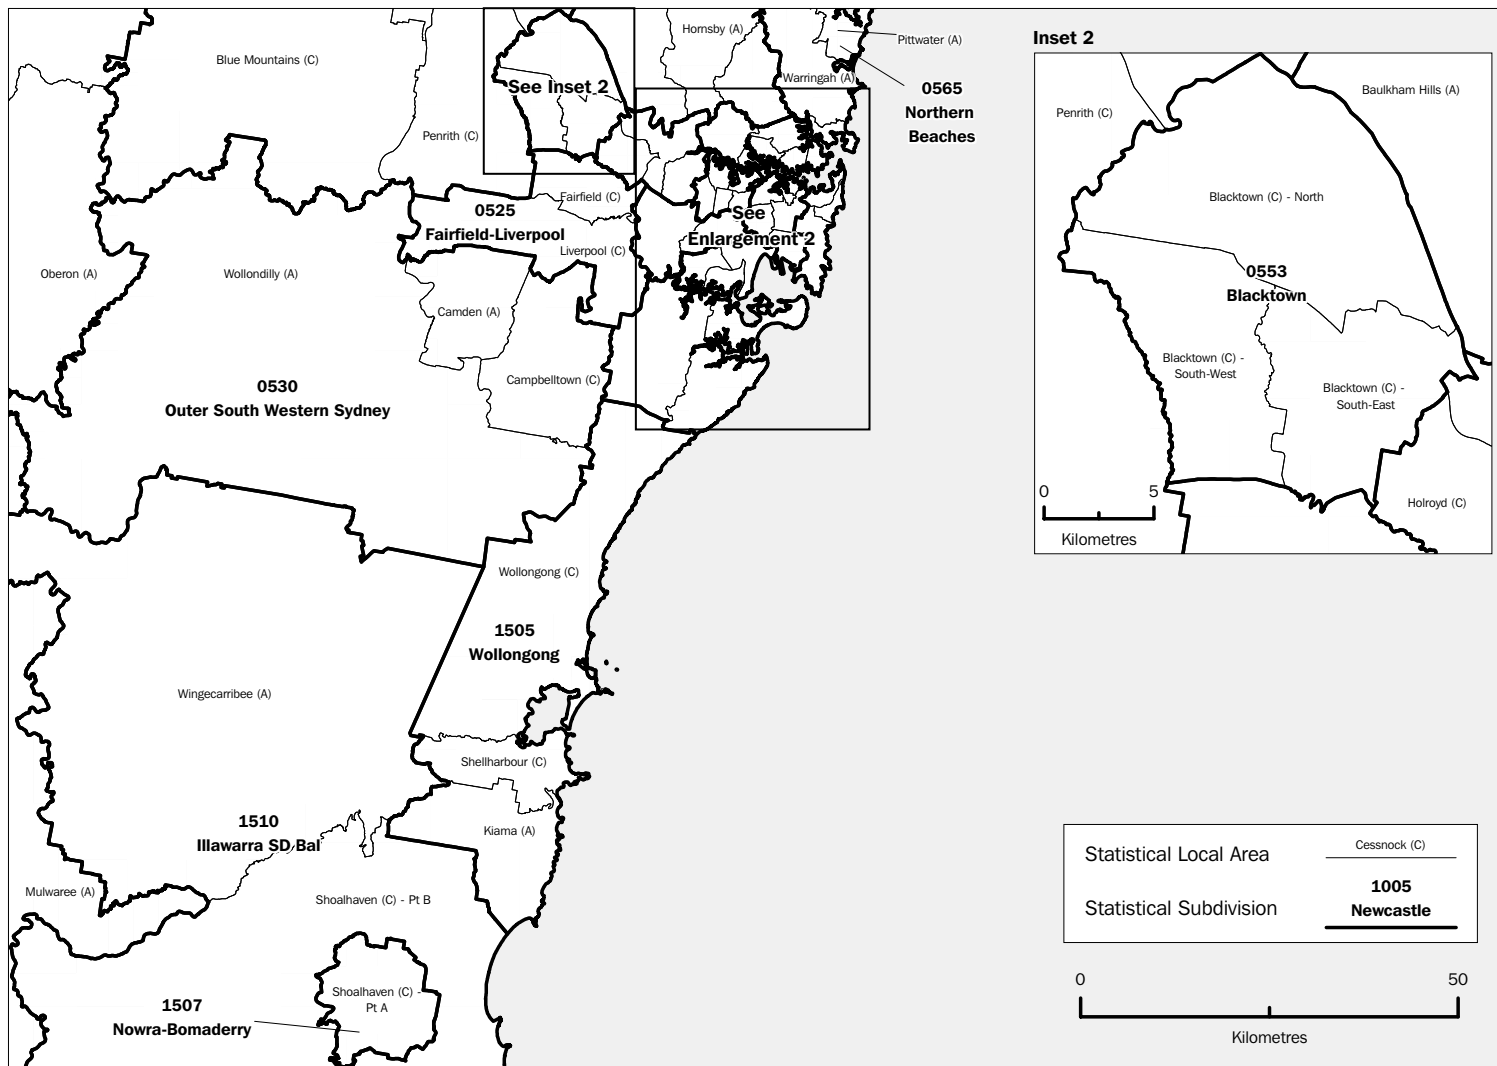 Blue Mountains (C)
Hornsby (A)
Pittwater (A)
Warringah (A)
See Inset 2
0565
Northern
Beaches
Penrith (C)
Fairfield (C)
0525
Fairfield-Liverpool
Liverpool (C)
See
Enlargement 2
Oberon (A)
Wollondilly (A)
Camden (A)
Campbelltown (C)
0530
Outer South Western Sydney
Wollongong (C)
1505
Wollongong
Wingecarribee (A)
Shellharbour (C)
Kiama (A)
1510
Illawarra SD Bal
Mulwaree (A)
Shoalhaven (C) - Pt B
Shoalhaven (C) -
Pt A
1507
Nowra-Bomaderry
Inset 2
Baulkham Hills (A)
Penrith (C)
Blacktown (C) - North
0553
Blacktown
Blacktown (C) -
South-West
Blacktown (C) -
South-East
Holroyd (C)
0 5
Kilometres
Statistical Local Area
Cessnock (C)
Statistical Subdivision
1005
Newcastle
0 50
Kilometres